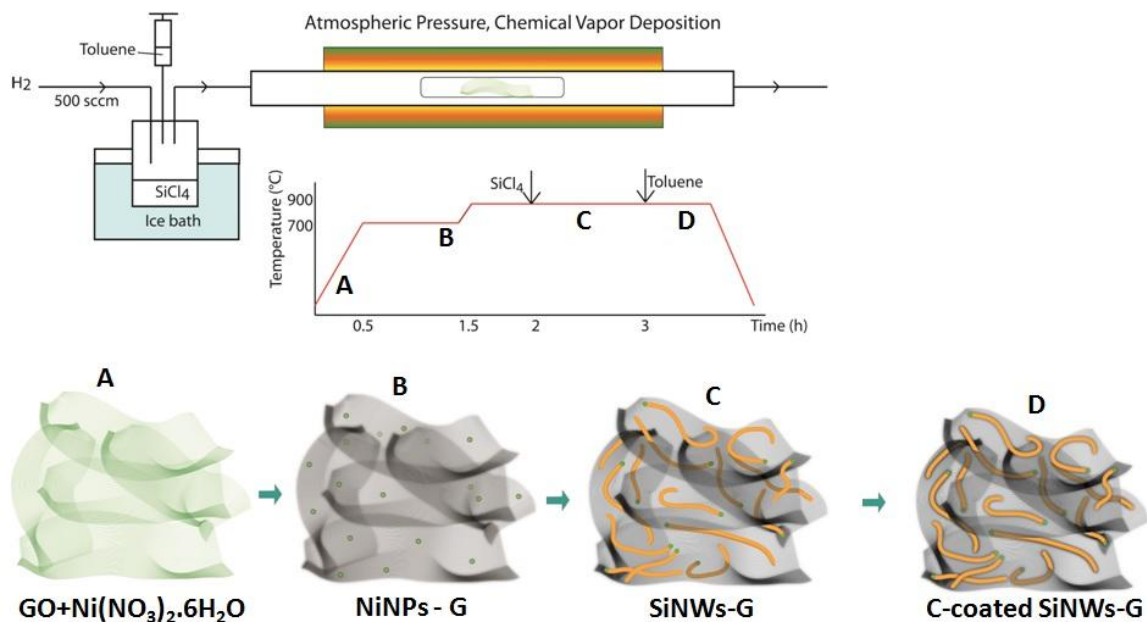 Atmospheric Pressure, Chemical Vapor Deposition
Toluene
H2
500 sccm
SiCl₄
Ice bath
Temperature (°C)
900
700
SiCl₄
Toluene
A
B
C
D
0.5
1.5
2
3
Time (h)
A
B
C
D
GO+Ni(NO₃)₂.6H₂O
NiNPs - G
SiNWs-G
C-coated SiNWs-G